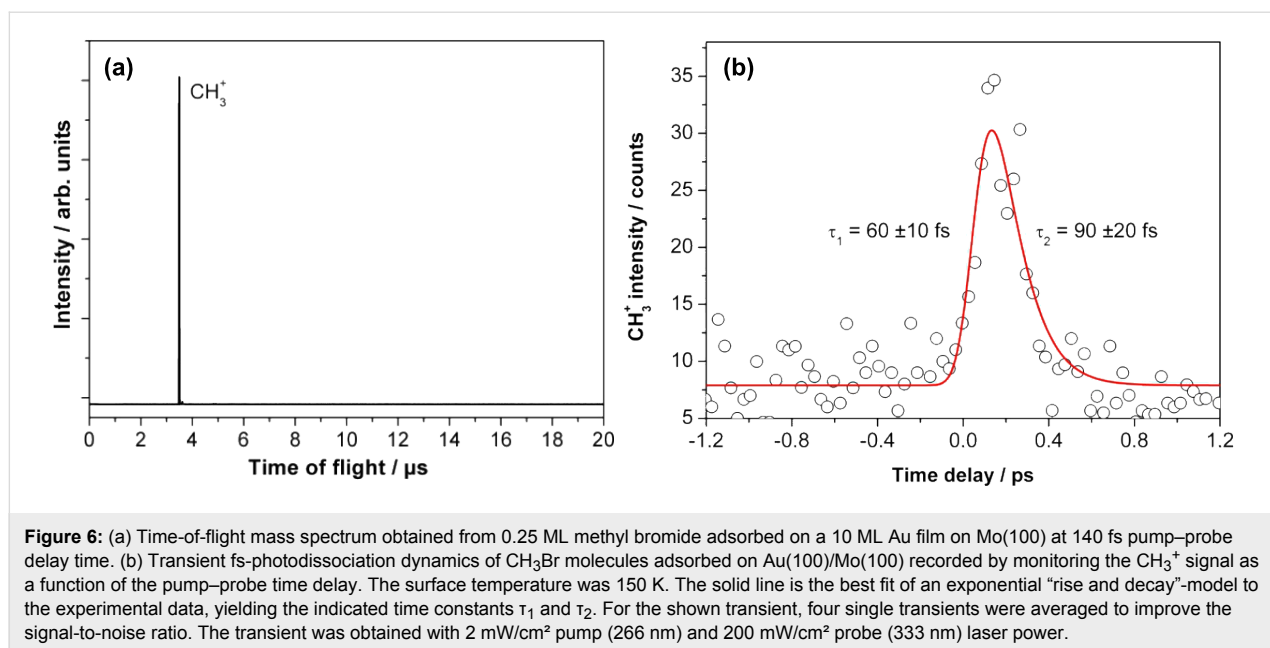 (a)
CH₃⁺
Intensity / arb. units
0 2 4 6 8 10 12 14 16 18 20
Time of flight / µs
(b)
35
30
25
20
15
10
5
CH₃⁺ intensity / counts
τ₁ = 60 ±10 fs
τ₂ = 90 ±20 fs
-1.2 -0.8 -0.4 0.0 0.4 0.8 1.2
Time delay / ps
Figure 6: (a) Time-of-flight mass spectrum obtained from 0.25 ML methyl bromide adsorbed on a 10 ML Au film on Mo(100) at 140 fs pump–probe
delay time. (b) Transient fs-photodissociation dynamics of CH₃Br molecules adsorbed on Au(100)/Mo(100) recorded by monitoring the CH₃⁺ signal as
a function of the pump–probe time delay. The surface temperature was 150 K. The solid line is the best fit of an exponential “rise and decay”-model to
the experimental data, yielding the indicated time constants τ₁ and τ₂. For the shown transient, four single transients were averaged to improve the
signal-to-noise ratio. The transient was obtained with 2 mW/cm² pump (266 nm) and 200 mW/cm² probe (333 nm) laser power.